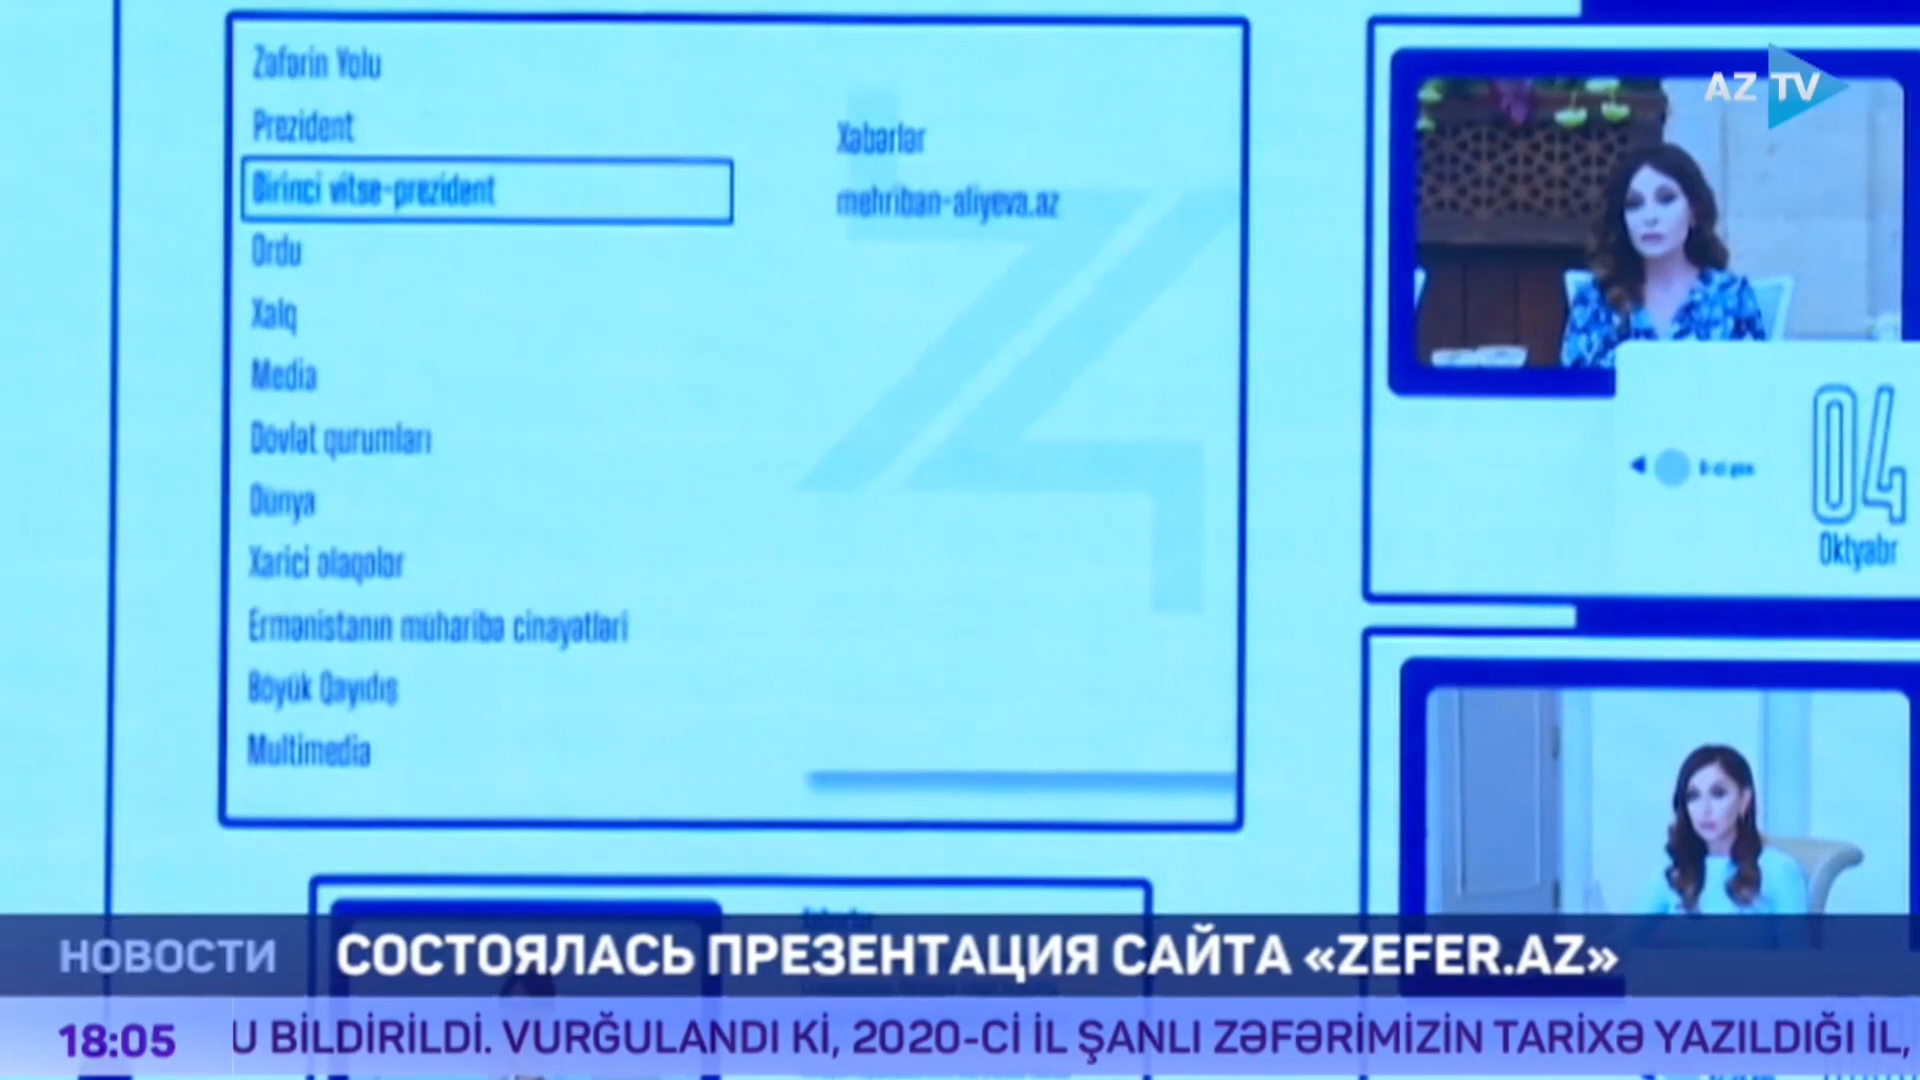 Zəfərin Yolu
Prezident
Birinci vitse-prezident
Ordu
Xalq
Media
Dövlət qurumları
Dünya
Xarici əlaqələr
Ermənistanın müharibə cinayətləri
Böyük Qayıdış
Multimedia
Xəbərlər
mehriban-aliyeva.az
AZ TV
04
Oktyabr
НОВОСТИ
СОСТОЯЛАСЬ ПРЕЗЕНТАЦИЯ САЙТА «ZEFER.AZ»
18:05
U BİLDİRİLDİ. VURĞULANDI Kİ, 2020-Cİ İL ŞANLI ZƏFƏRİMİZİN TARİXƏ YAZILDIĞI İL,